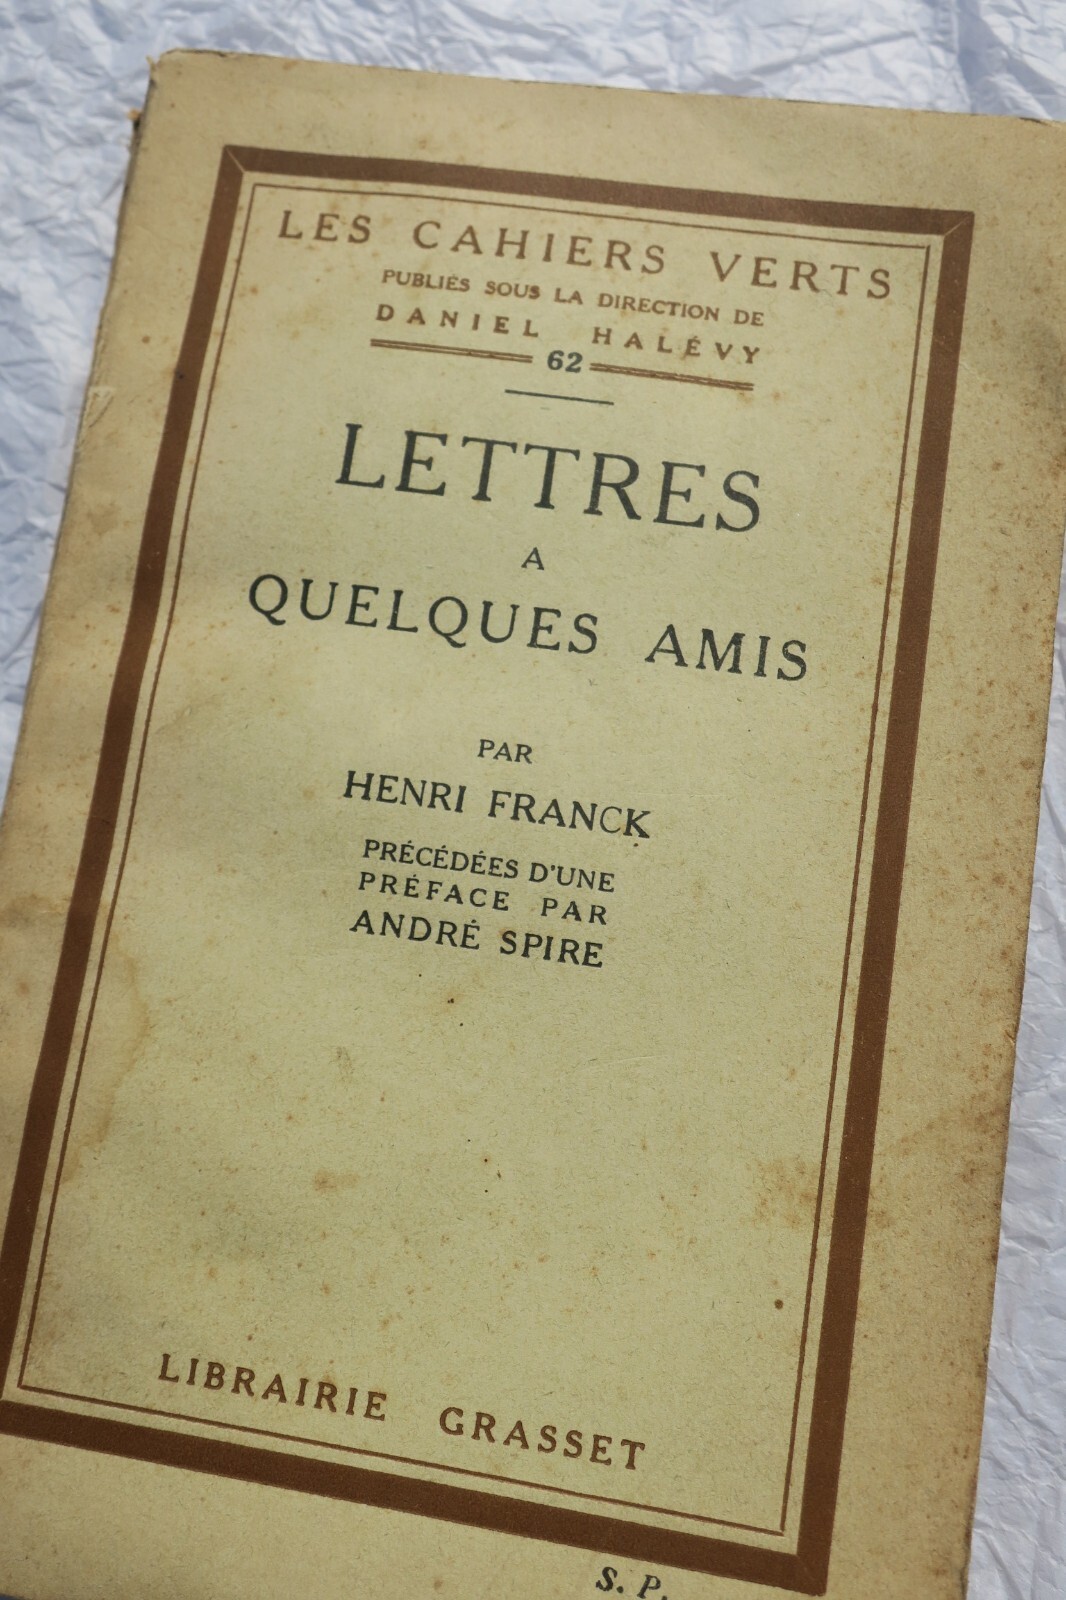 LES CAHIERS VERTS
PUBLIÉS SOUS LA DIRECTION DE
DANIEL HALÉVY
62
LETTRES
A
QUELQUES AMIS
PAR
HENRI FRANCK
PRÉCÉDÉES D'UNE
PRÉFACE PAR
ANDRÉ SPIRE
LIBRAIRIE GRASSET
S. P.